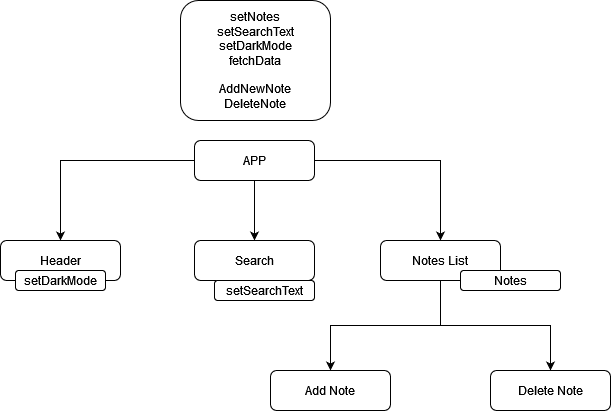 setNotes
setSearchText
setDarkMode
fetchData
AddNewNote
DeleteNote
APP
Header
setDarkMode
Search
setSearchText
Notes List
Notes
Add Note
Delete Note